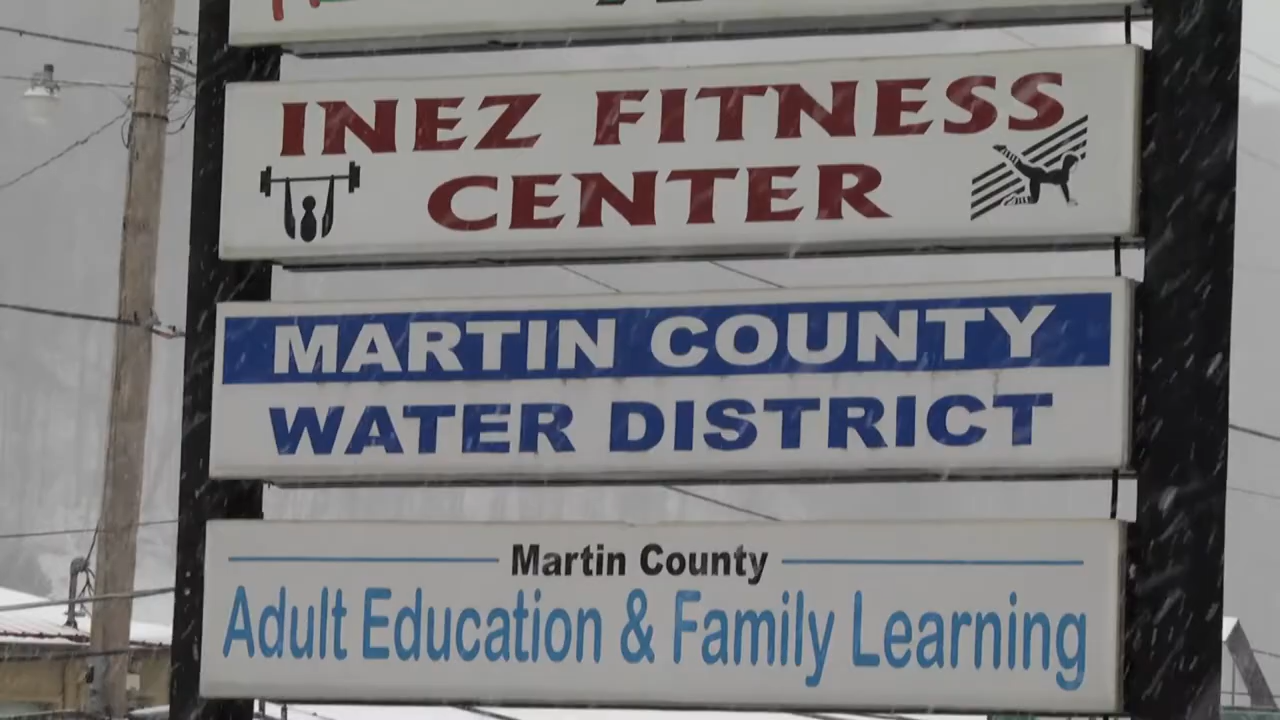 INEZ FITNESS
CENTER
MARTIN COUNTY
WATER DISTRICT
Martin County
Adult Education & Family Learning